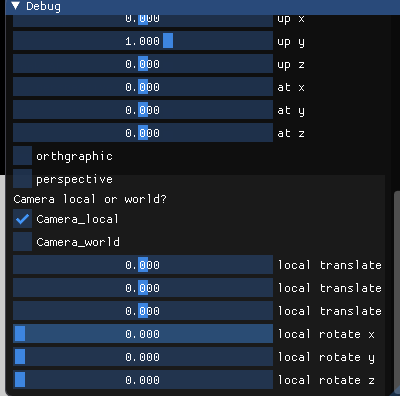 Debug
0.000 up x
1.000 up y
0.000 up z
0.000 at x
0.000 at y
0.000 at z
orthgraphic
perspective
Camera local or world?
Camera_local
Camera_world
0.000 local translate
0.000 local translate
0.000 local translate
0.000 local rotate x
0.000 local rotate y
0.000 local rotate z